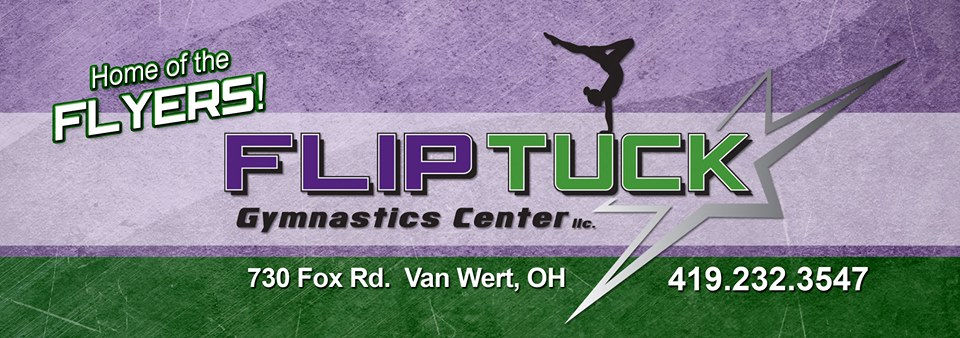 Home of the
FLYERS!
FLIP TUCK
Gymnastics Center llc.
730 Fox Rd. Van Wert, OH
419.232.3547